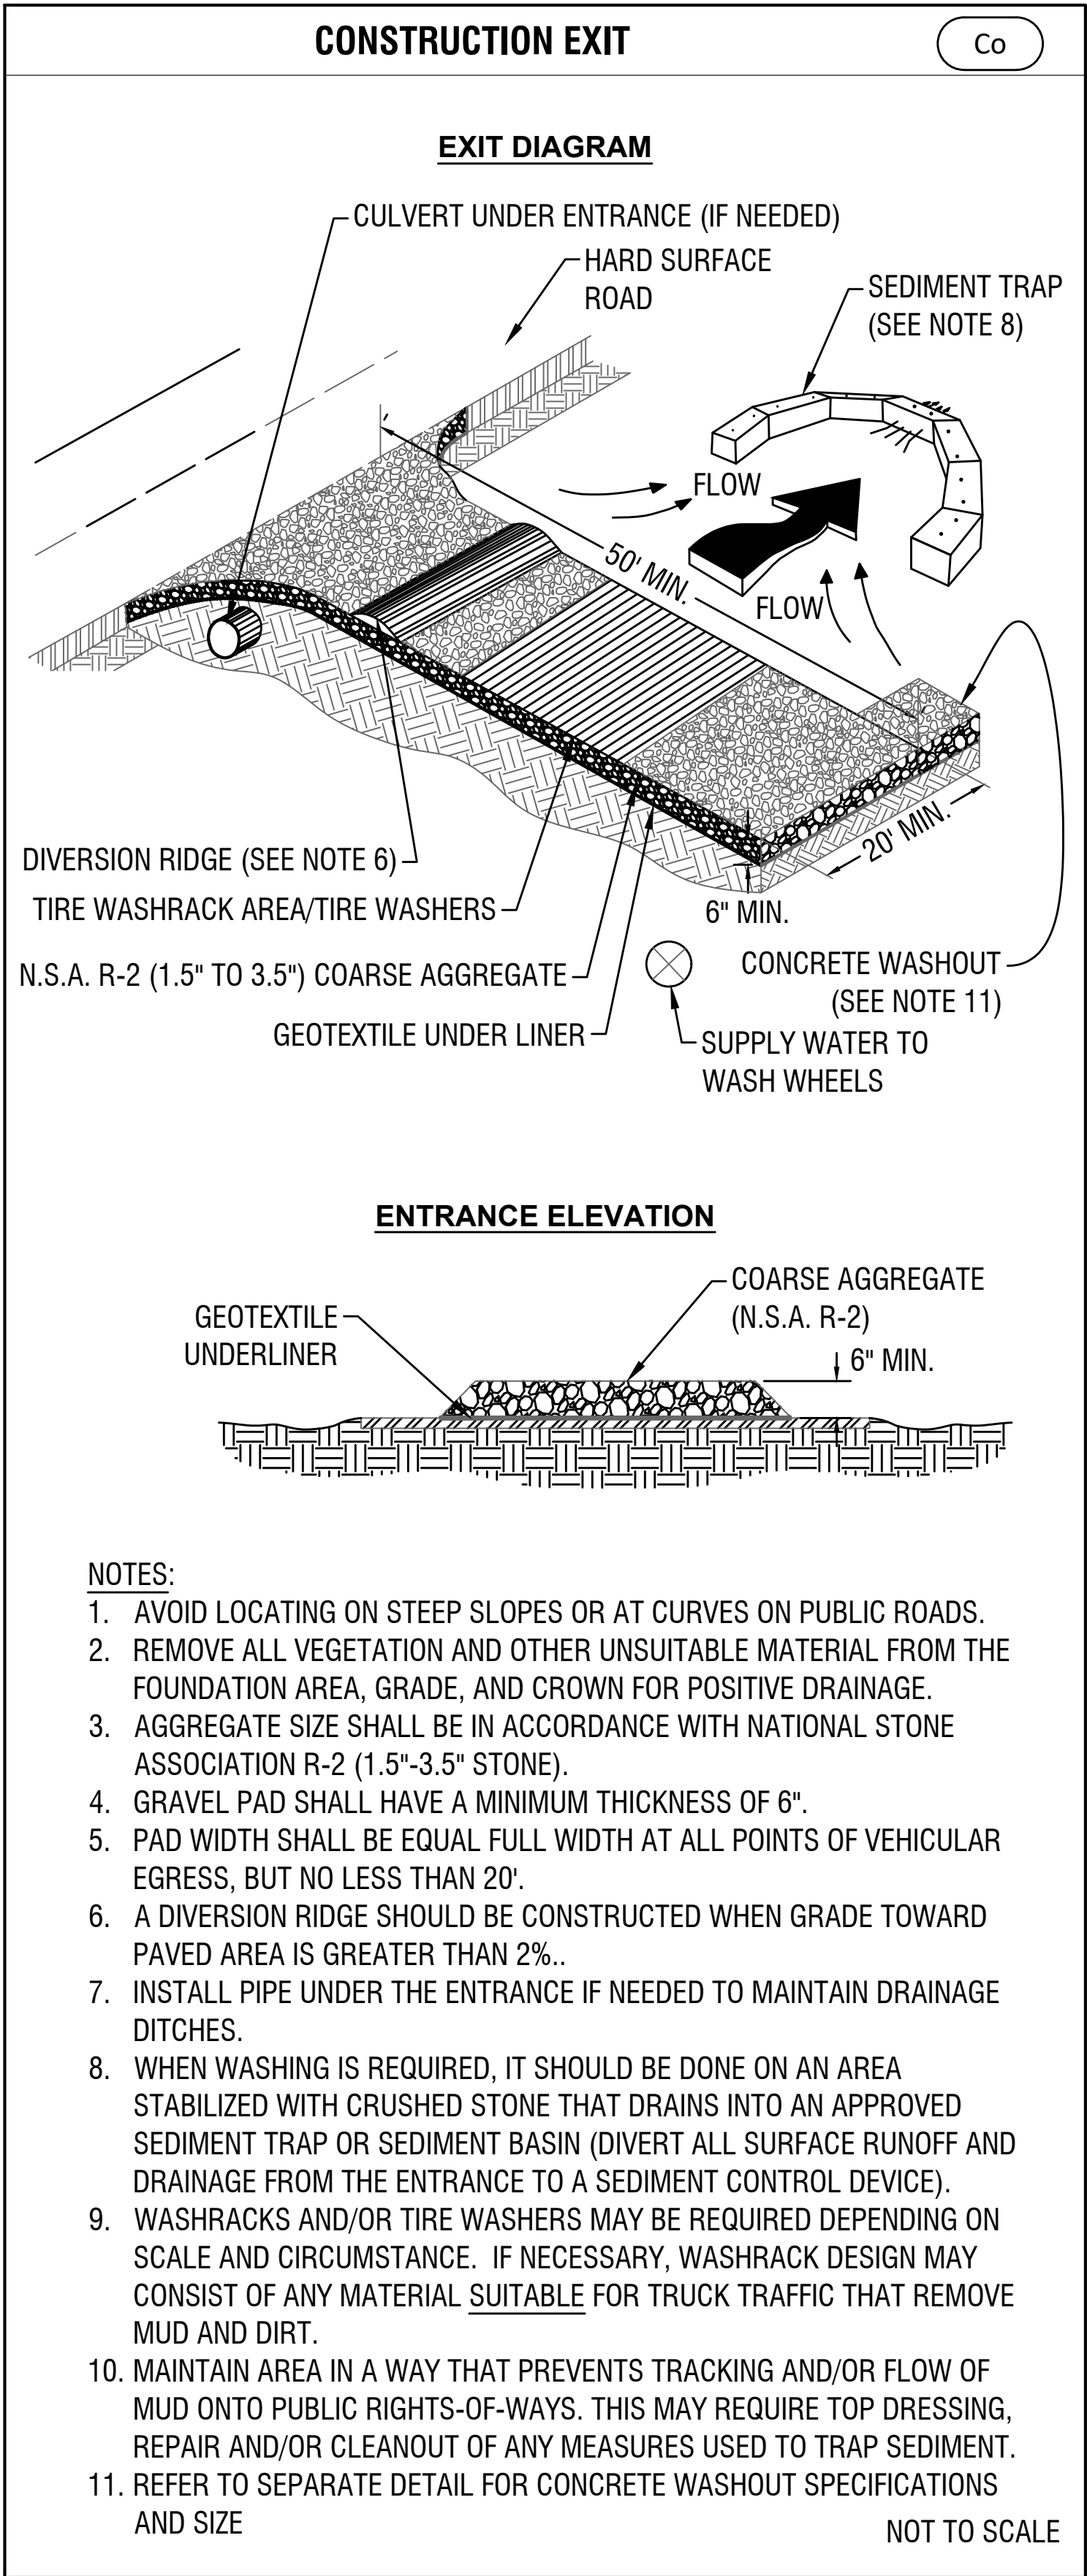 CONSTRUCTION EXIT
Co
EXIT DIAGRAM
CULVERT UNDER ENTRANCE (IF NEEDED)
HARD SURFACE
ROAD
SEDIMENT TRAP
(SEE NOTE 8)
FLOW
50' MIN.
FLOW
20' MIN.
DIVERSION RIDGE (SEE NOTE 6)
TIRE WASHRACK AREA/TIRE WASHERS
6" MIN.
N.S.A. R-2 (1.5" TO 3.5") COARSE AGGREGATE
CONCRETE WASHOUT
(SEE NOTE 11)
GEOTEXTILE UNDER LINER
SUPPLY WATER TO
WASH WHEELS
ENTRANCE ELEVATION
COARSE AGGREGATE
(N.S.A. R-2)
GEOTEXTILE
UNDERLINER
6" MIN.
NOTES:
1. AVOID LOCATING ON STEEP SLOPES OR AT CURVES ON PUBLIC ROADS.
2. REMOVE ALL VEGETATION AND OTHER UNSUITABLE MATERIAL FROM THE
FOUNDATION AREA, GRADE, AND CROWN FOR POSITIVE DRAINAGE.
3. AGGREGATE SIZE SHALL BE IN ACCORDANCE WITH NATIONAL STONE
ASSOCIATION R-2 (1.5"-3.5" STONE).
4. GRAVEL PAD SHALL HAVE A MINIMUM THICKNESS OF 6".
5. PAD WIDTH SHALL BE EQUAL FULL WIDTH AT ALL POINTS OF VEHICULAR
EGRESS, BUT NO LESS THAN 20'.
6. A DIVERSION RIDGE SHOULD BE CONSTRUCTED WHEN GRADE TOWARD
PAVED AREA IS GREATER THAN 2%..
7. INSTALL PIPE UNDER THE ENTRANCE IF NEEDED TO MAINTAIN DRAINAGE
DITCHES.
8. WHEN WASHING IS REQUIRED, IT SHOULD BE DONE ON AN AREA
STABILIZED WITH CRUSHED STONE THAT DRAINS INTO AN APPROVED
SEDIMENT TRAP OR SEDIMENT BASIN (DIVERT ALL SURFACE RUNOFF AND
DRAINAGE FROM THE ENTRANCE TO A SEDIMENT CONTROL DEVICE).
9. WASHRACKS AND/OR TIRE WASHERS MAY BE REQUIRED DEPENDING ON
SCALE AND CIRCUMSTANCE. IF NECESSARY, WASHRACK DESIGN MAY
CONSIST OF ANY MATERIAL SUITABLE FOR TRUCK TRAFFIC THAT REMOVE
MUD AND DIRT.
10. MAINTAIN AREA IN A WAY THAT PREVENTS TRACKING AND/OR FLOW OF
MUD ONTO PUBLIC RIGHTS-OF-WAYS. THIS MAY REQUIRE TOP DRESSING,
REPAIR AND/OR CLEANOUT OF ANY MEASURES USED TO TRAP SEDIMENT.
11. REFER TO SEPARATE DETAIL FOR CONCRETE WASHOUT SPECIFICATIONS
AND SIZE
NOT TO SCALE